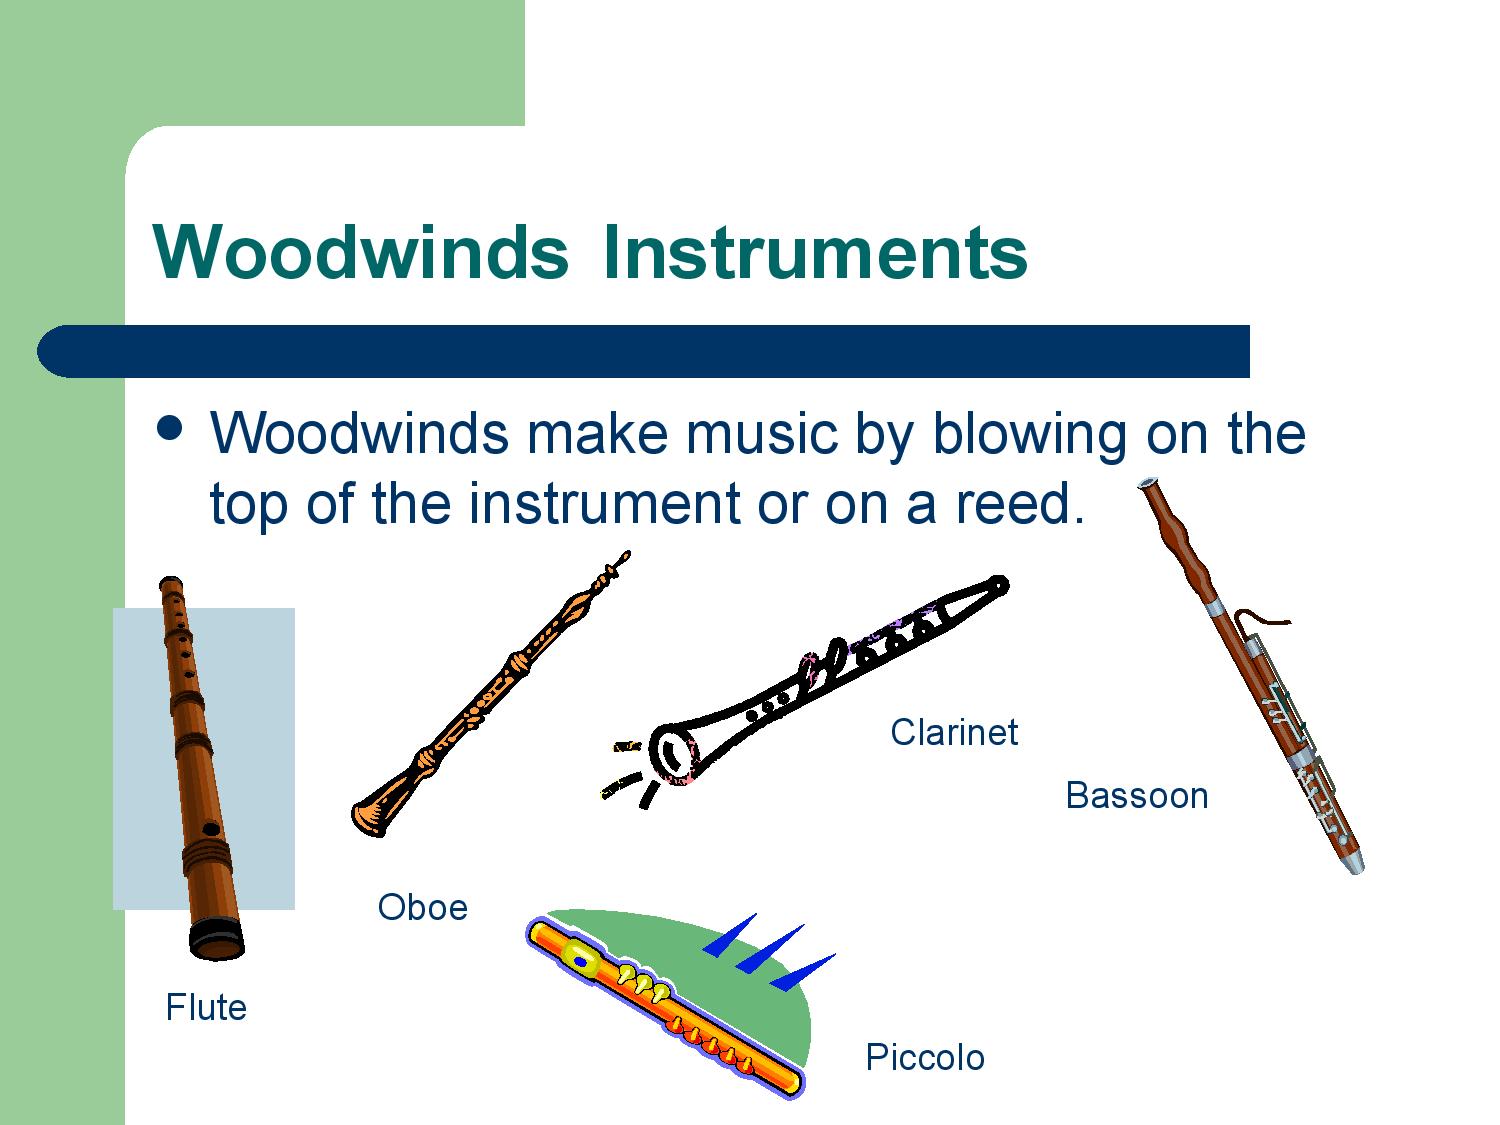 Woodwinds Instruments
Woodwinds make music by blowing on the
top of the instrument or on a reed.
Clarinet
Bassoon
Oboe
Flute
Piccolo